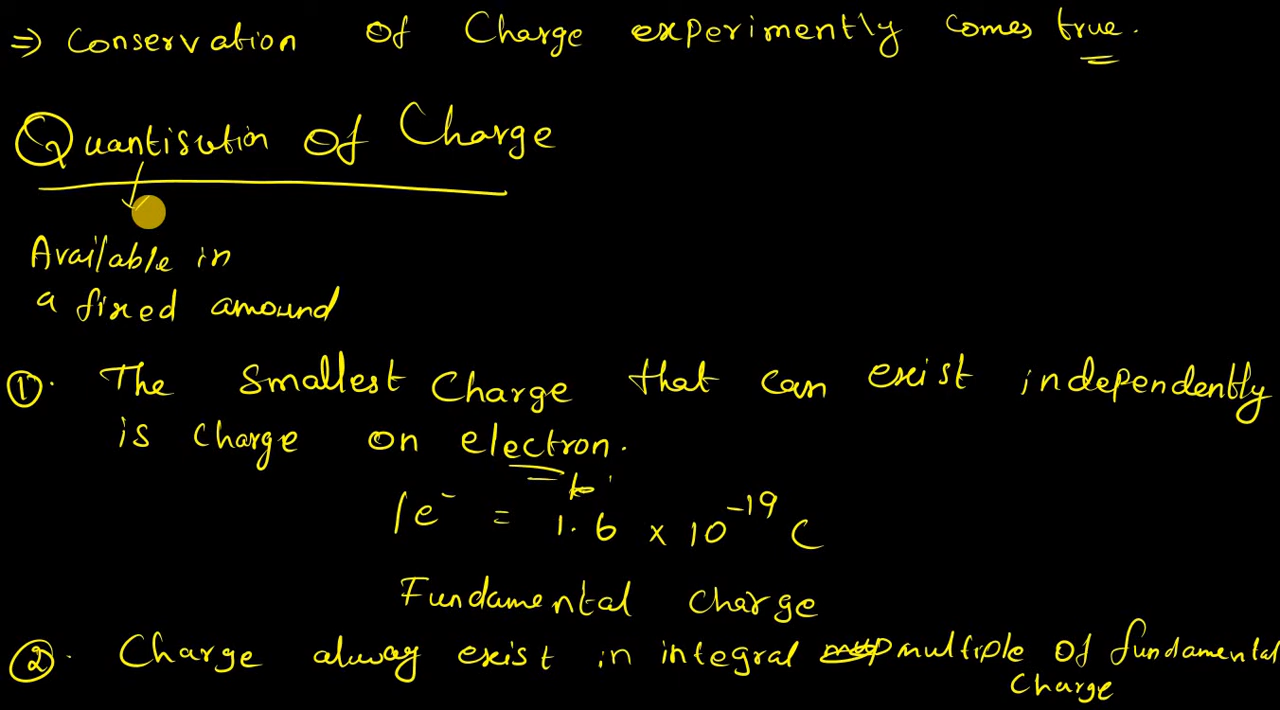 ⇒ Conservation of Charge experimently comes true.
Quantisation of Charge
Available in
a fixed amound
①. The Smallest Charge that can exist independently
is charge on electron.
1e⁻ = 1.6 × 10⁻¹⁹ C
Fundamental charge
②. Charge alway exist in integral multiple of fundamental
Charge